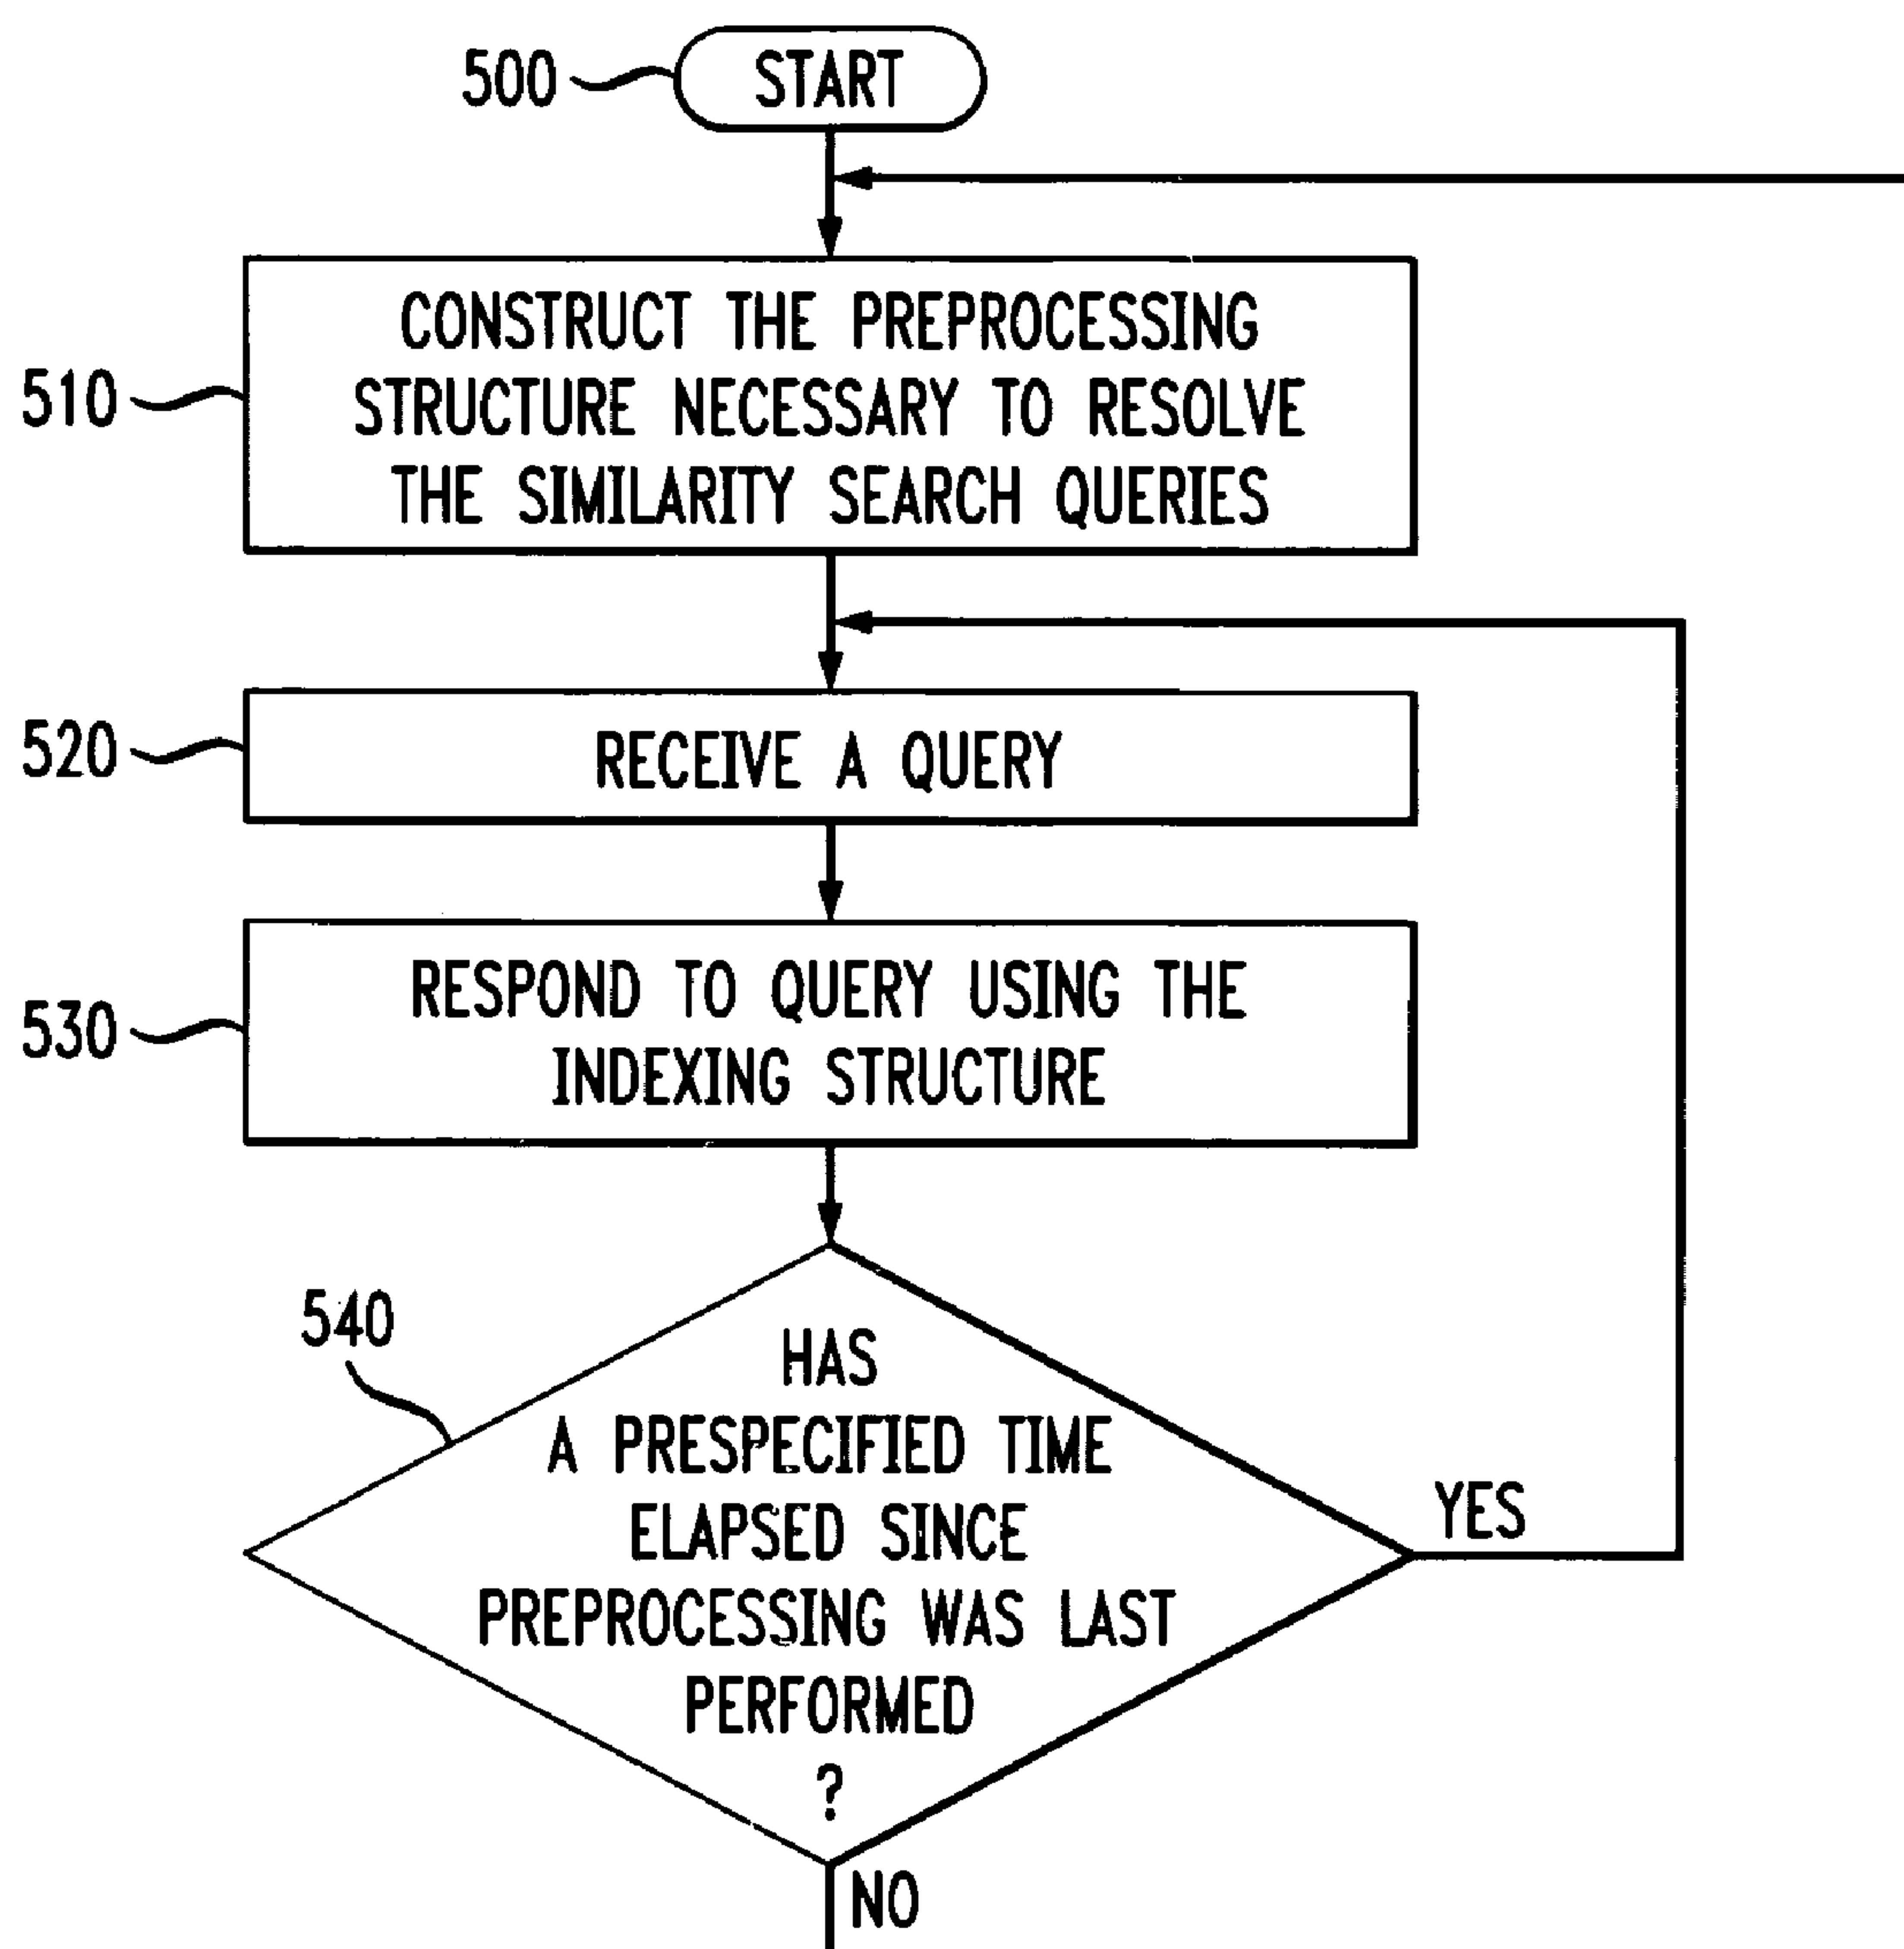 500
START
510
CONSTRUCT THE PREPROCESSING
STRUCTURE NECESSARY TO RESOLVE
THE SIMILARITY SEARCH QUERIES
520
RECEIVE A QUERY
530
RESPOND TO QUERY USING THE
INDEXING STRUCTURE
540
HAS
A PRESPECIFIED TIME
ELAPSED SINCE
PREPROCESSING WAS LAST
PERFORMED
?
YES
NO